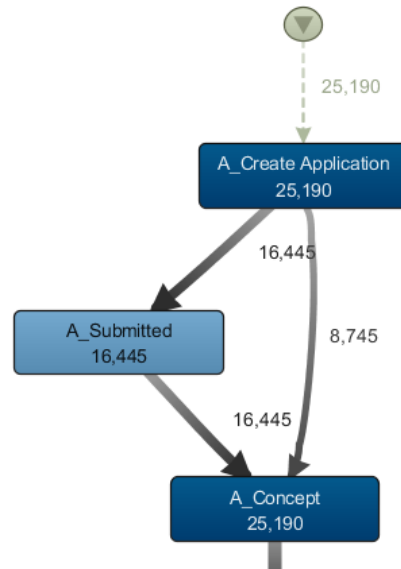 25,190
A_Create Application
25,190
16,445
8,745
A_Submitted
16,445
16,445
A_Concept
25,190